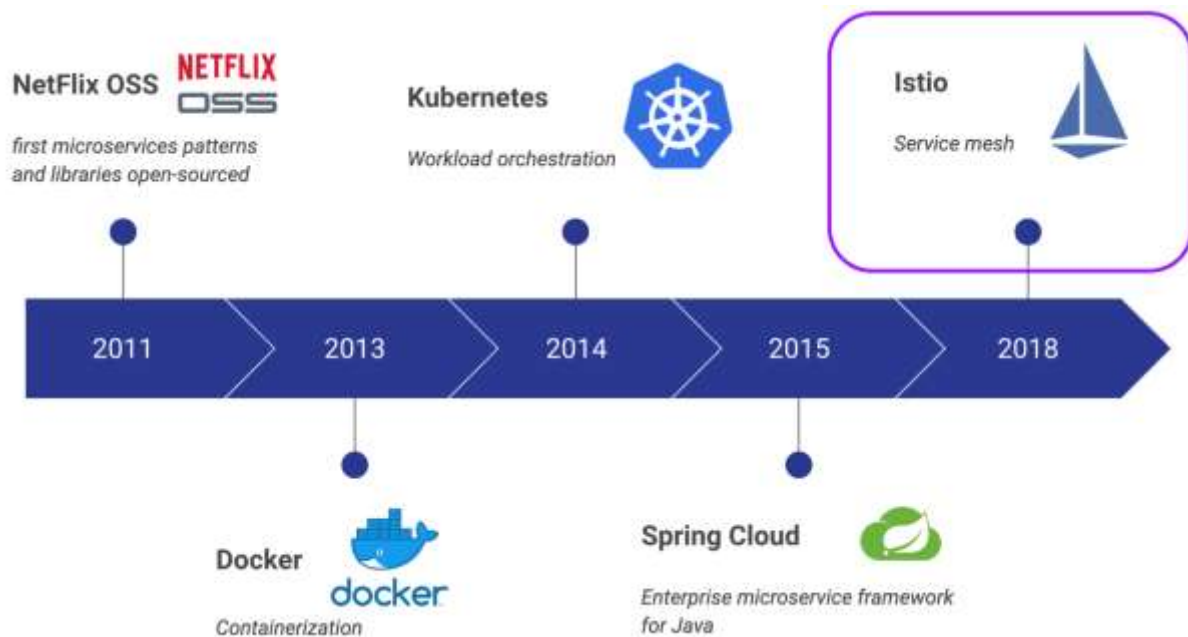 NetFlix OSS
NETFLIX
OSS
first microservices patterns
and libraries open-sourced
Kubernetes
Workload orchestration
Istio
Service mesh
2011
2013
2014
2015
2018
Docker
docker
Containerization
Spring Cloud
Enterprise microservice framework
for Java